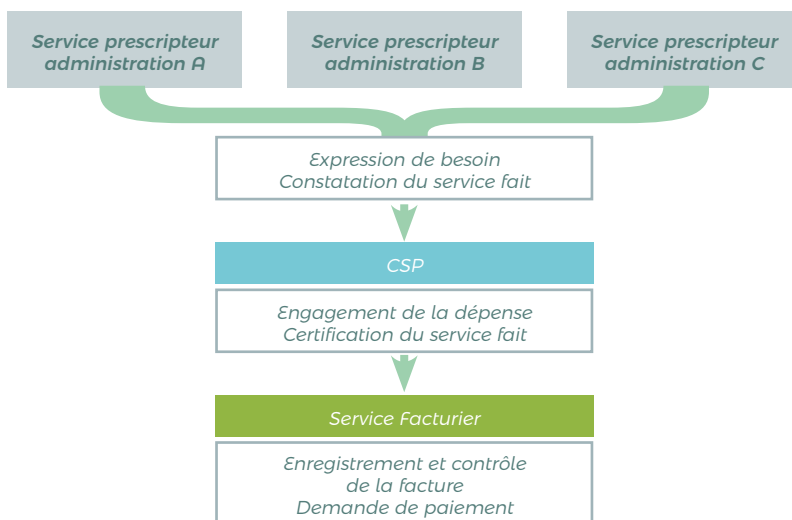 Service prescripteur
administration A
Service prescripteur
administration B
Service prescripteur
administration C
Expression de besoin
Constatation du service fait
CSP
Engagement de la dépense
Certification du service fait
Service Facturier
Enregistrement et contrôle
de la facture
Demande de paiement